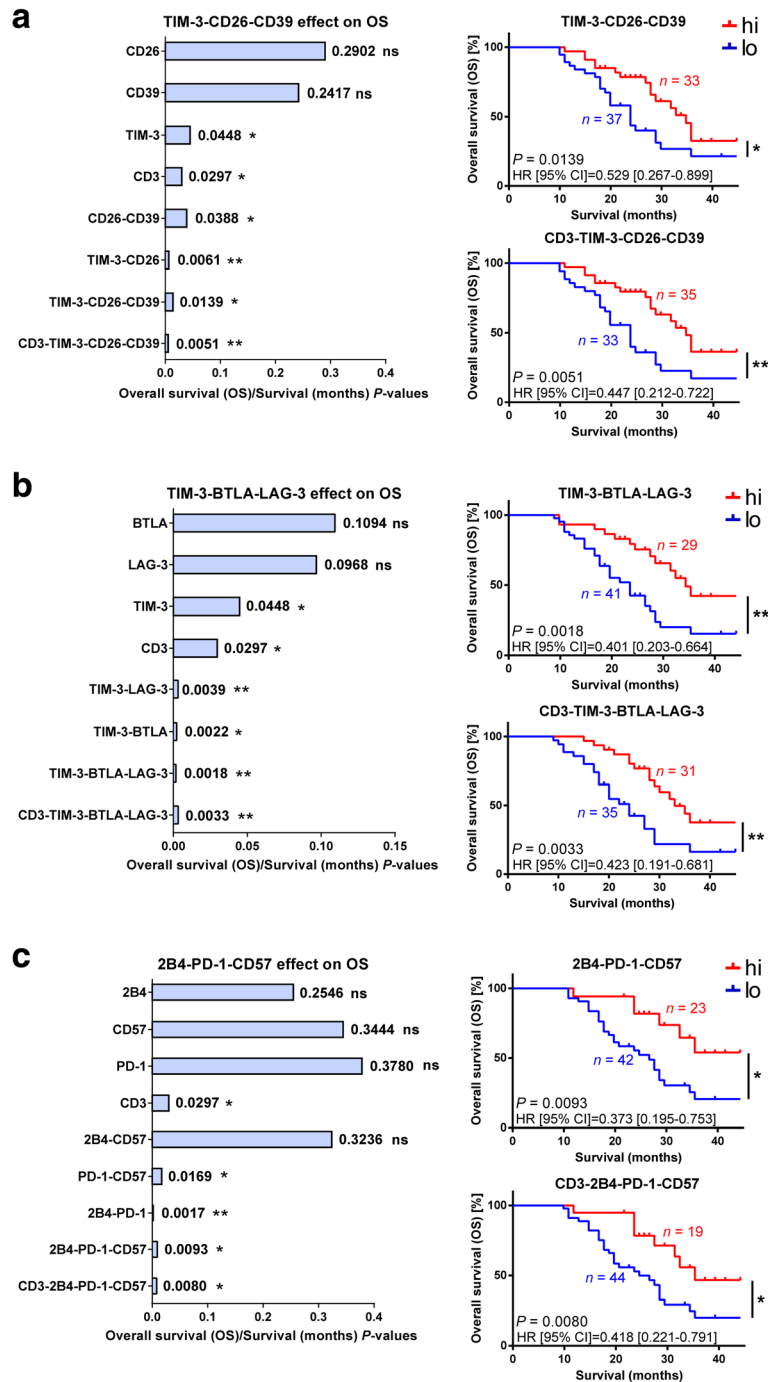 a
TIM-3-CD26-CD39 effect on OS
CD26
0.2902 ns
CD39
0.2417 ns
TIM-3
0.0448 *
CD3
0.0297 *
CD26-CD39
0.0388 *
TIM-3-CD26
0.0061 **
TIM-3-CD26-CD39
0.0139 *
CD3-TIM-3-CD26-CD39
0.0051 **
0.0 0.1 0.2 0.3 0.4
Overall survival (OS)/Survival (months) P-values
TIM-3-CD26-CD39
hi
lo
Overall survival (OS) [%]
100
50
0
n = 33
n = 37
*
P = 0.0139
HR [95% CI]=0.529 [0.267-0.899]
0 10 20 30 40
Survival (months)
CD3-TIM-3-CD26-CD39
Overall survival (OS) [%]
100
50
0
n = 35
n = 33
**
P = 0.0051
HR [95% CI]=0.447 [0.212-0.722]
0 10 20 30 40
Survival (months)
b
TIM-3-BTLA-LAG-3 effect on OS
BTLA
0.1094 ns
LAG-3
0.0968 ns
TIM-3
0.0448 *
CD3
0.0297 *
TIM-3-LAG-3
0.0039 **
TIM-3-BTLA
0.0022 *
TIM-3-BTLA-LAG-3
0.0018 **
CD3-TIM-3-BTLA-LAG-3
0.0033 **
0.00 0.05 0.10 0.15
Overall survival (OS)/Survival (months) P-values
TIM-3-BTLA-LAG-3
hi
lo
Overall survival (OS) [%]
100
50
0
n = 29
n = 41
**
P = 0.0018
HR [95% CI]=0.401 [0.203-0.664]
0 10 20 30 40
Survival (months)
CD3-TIM-3-BTLA-LAG-3
Overall survival (OS) [%]
100
50
0
n = 31
n = 35
**
P = 0.0033
HR [95% CI]=0.423 [0.191-0.681]
0 10 20 30 40
Survival (months)
c
2B4-PD-1-CD57 effect on OS
2B4
0.2546 ns
CD57
0.3444 ns
PD-1
0.3780 ns
CD3
0.0297 *
2B4-CD57
0.3236 ns
PD-1-CD57
0.0169 *
2B4-PD-1
0.0017 **
2B4-PD-1-CD57
0.0093 *
CD3-2B4-PD-1-CD57
0.0080 *
0.0 0.2 0.3 0.4
Overall survival (OS)/Survival (months) P-values
2B4-PD-1-CD57
hi
lo
Overall survival (OS) [%]
100
50
0
n = 23
n = 42
*
P = 0.0093
HR [95% CI]=0.373 [0.195-0.753]
0 10 20 30 40
Survival (months)
CD3-2B4-PD-1-CD57
Overall survival (OS) [%]
100
50
0
n = 19
n = 44
*
P = 0.0080
HR [95% CI]=0.418 [0.221-0.791]
0 10 20 30 40
Survival (months)